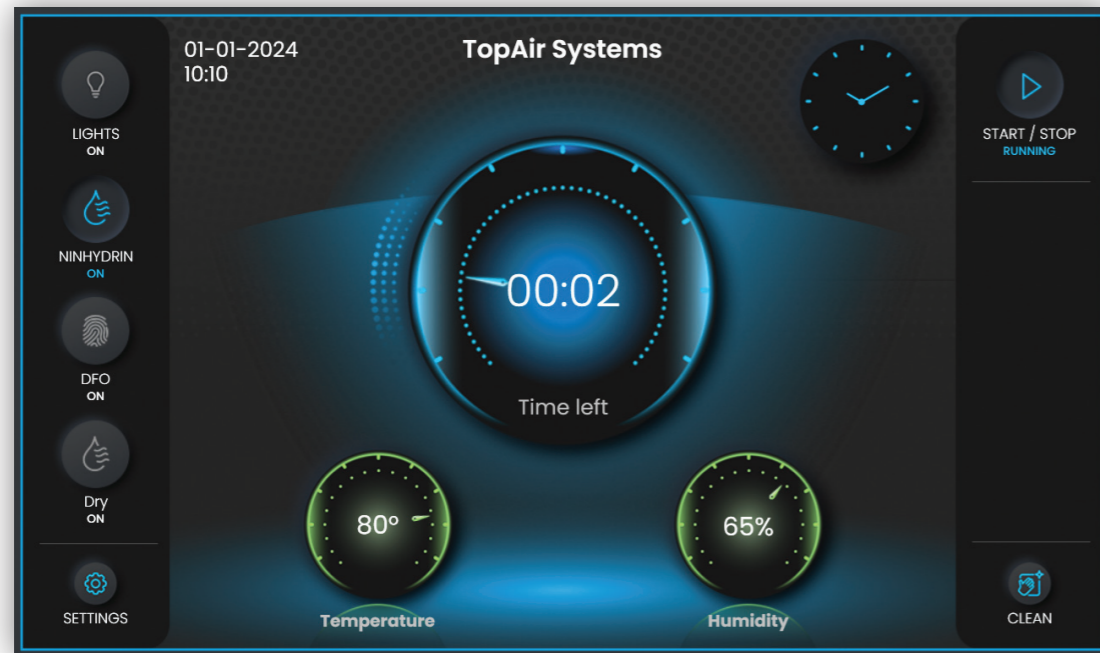 01-01-2024
10:10
TopAir Systems
LIGHTS
ON
NINHYDRIN
ON
DFO
ON
Dry
ON
SETTINGS
00:02
Time left
80°
Temperature
65%
Humidity
START / STOP
RUNNING
CLEAN